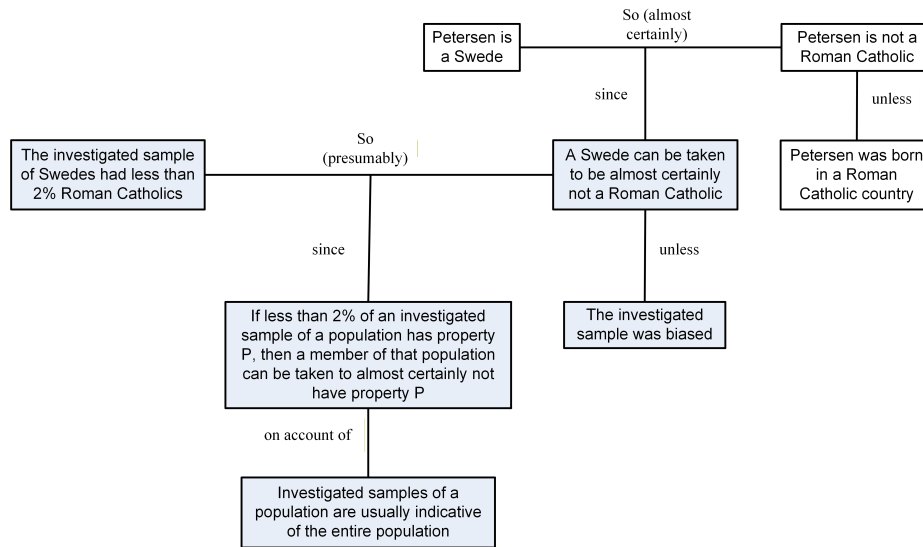 So (almost
certainly)
Petersen is
a Swede
Petersen is not a
Roman Catholic
since
unless
So
(presumably)
The investigated sample
of Swedes had less than
2% Roman Catholics
A Swede can be taken
to be almost certainly
not a Roman Catholic
Petersen was born
in a Roman
Catholic country
since
unless
If less than 2% of an investigated
sample of a population has property
P, then a member of that population
can be taken to almost certainly not
have property P
The investigated
sample was biased
on account of
Investigated samples of a
population are usually indicative
of the entire population